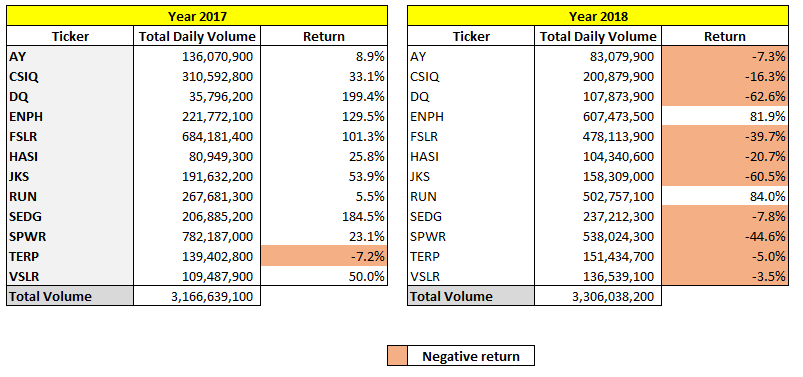 Year 2017 Year 2018
Ticker Total Daily Volume Return Ticker Total Daily Volume Return
AY 136,070,900 8.9% AY 83,079,900 -7.3%
CSIQ 310,592,800 33.1% CSIQ 200,879,900 -16.3%
DQ 35,796,200 199.4% DQ 107,873,900 -62.6%
ENPH 221,772,100 129.5% ENPH 607,473,500 81.9%
FSLR 684,181,400 101.3% FSLR 478,113,900 -39.7%
HASI 80,949,300 25.8% HASI 104,340,600 -20.7%
JKS 191,632,200 53.9% JKS 158,309,000 -60.5%
RUN 267,681,300 5.5% RUN 502,757,100 84.0%
SEDG 206,885,200 184.5% SEDG 237,212,300 -7.8%
SPWR 782,187,000 23.1% SPWR 538,024,300 -44.6%
TERP 139,402,800 -7.2% TERP 151,434,700 -5.0%
VSLR 109,487,900 50.0% VSLR 136,539,100 -3.5%
Total Volume 3,166,639,100 Total Volume 3,306,038,200
Negative return